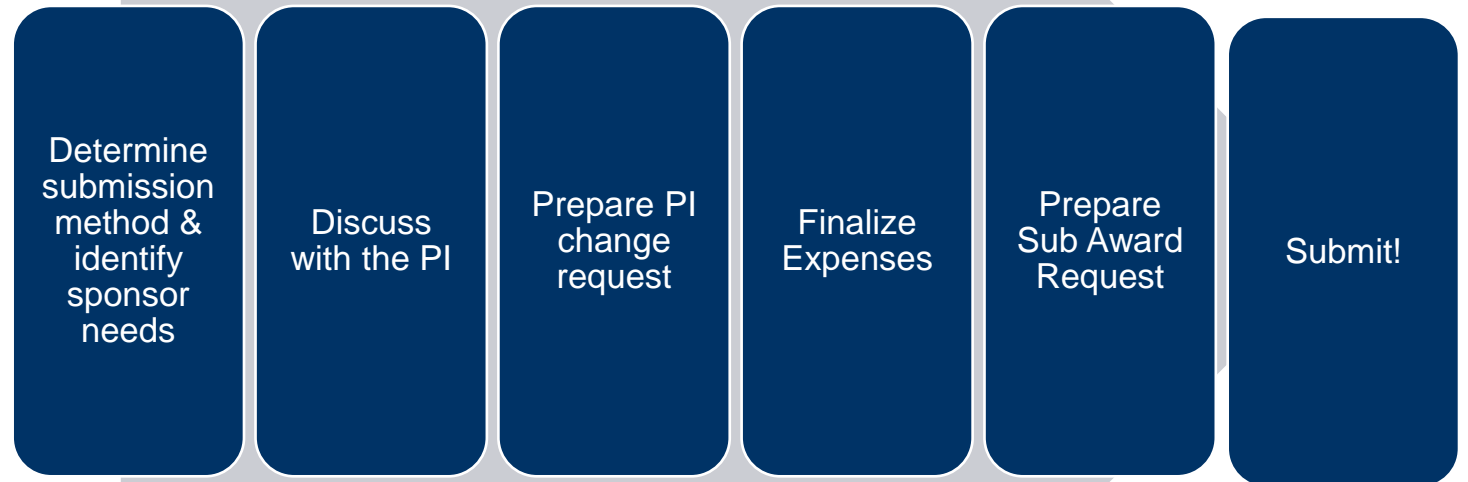 Determine
submission
method &
identify
sponsor
needs
Discuss
with the PI
Prepare PI
change
request
Finalize
Expenses
Prepare
Sub Award
Request
Submit!